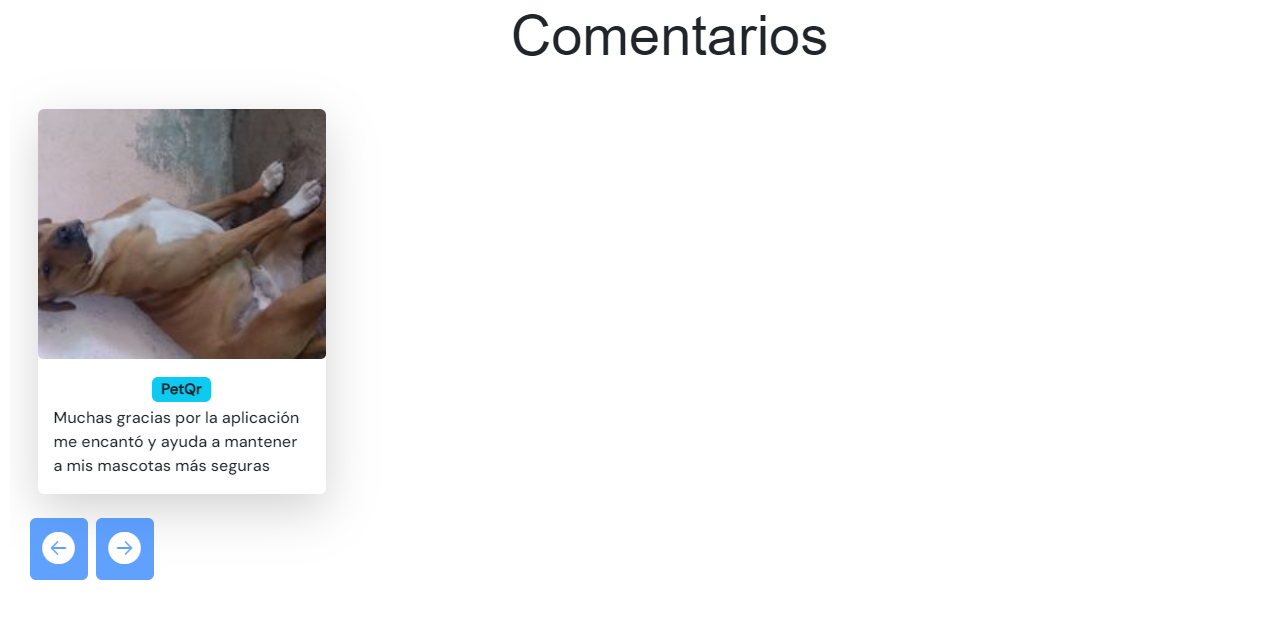 Comentarios
PetQr
Muchas gracias por la aplicación
me encantó y ayuda a mantener
a mis mascotas más seguras